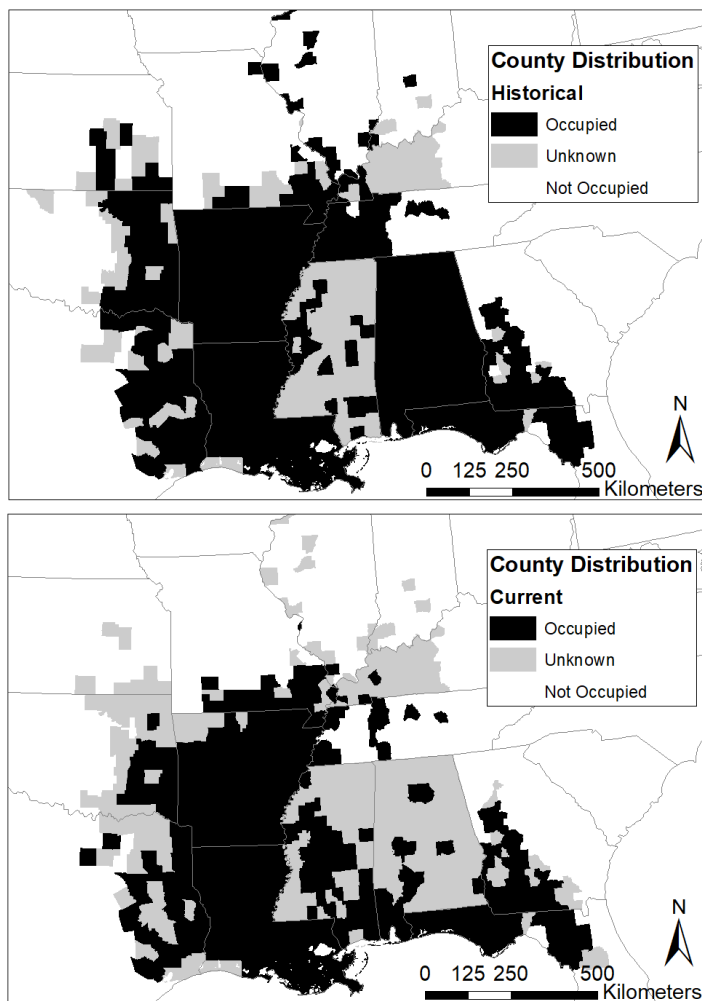 County Distribution
Historical
Occupied
Unknown
Not Occupied
N
0 125 250 500
Kilometers
County Distribution
Current
Occupied
Unknown
Not Occupied
N
0 125 250 500
Kilometers